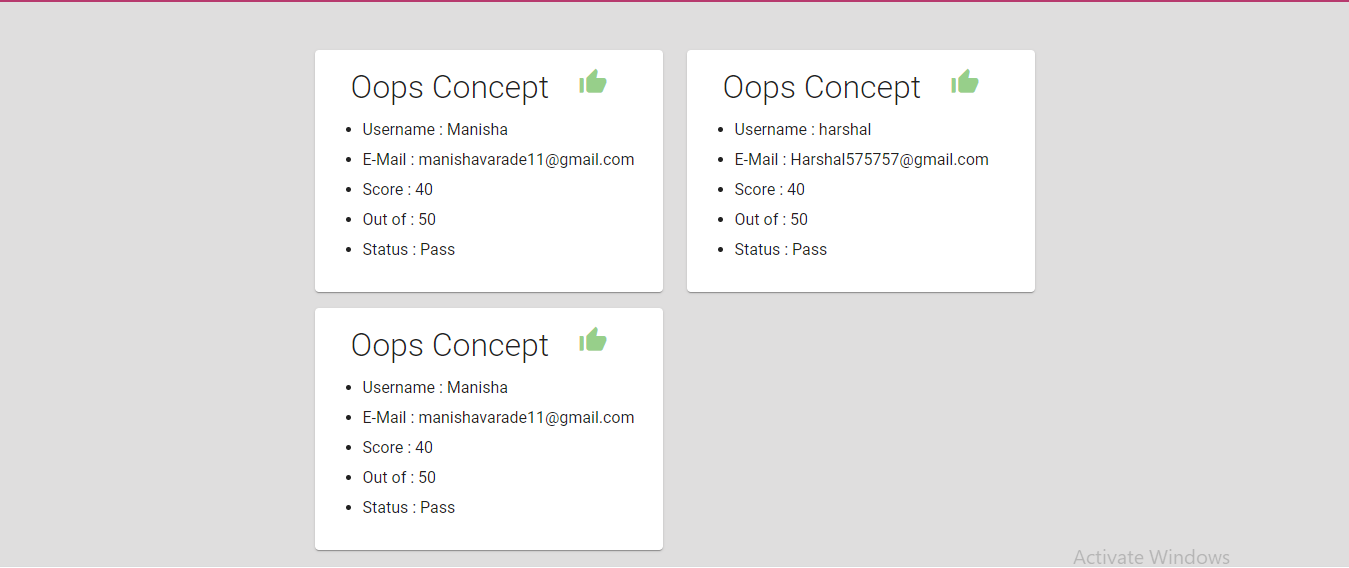 Oops Concept
• Username : Manisha
• E-Mail : manishavarade11@gmail.com
• Score : 40
• Out of : 50
• Status : Pass
Oops Concept
• Username : harshal
• E-Mail : Harshal575757@gmail.com
• Score : 40
• Out of : 50
• Status : Pass
Oops Concept
• Username : Manisha
• E-Mail : manishavarade11@gmail.com
• Score : 40
• Out of : 50
• Status : Pass
Activate Windows